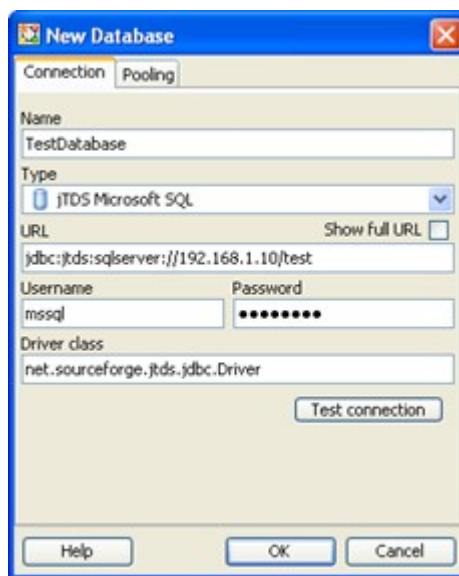 New Database
Connection Pooling
Name
TestDatabase
Type
jTDS Microsoft SQL
URL Show full URL
jdbc:jtds:sqlserver://192.168.1.10/test
Username Password
mssql ●●●●●●●●
Driver class
net.sourceforge.jtds.jdbc.Driver
Test connection
Help OK Cancel